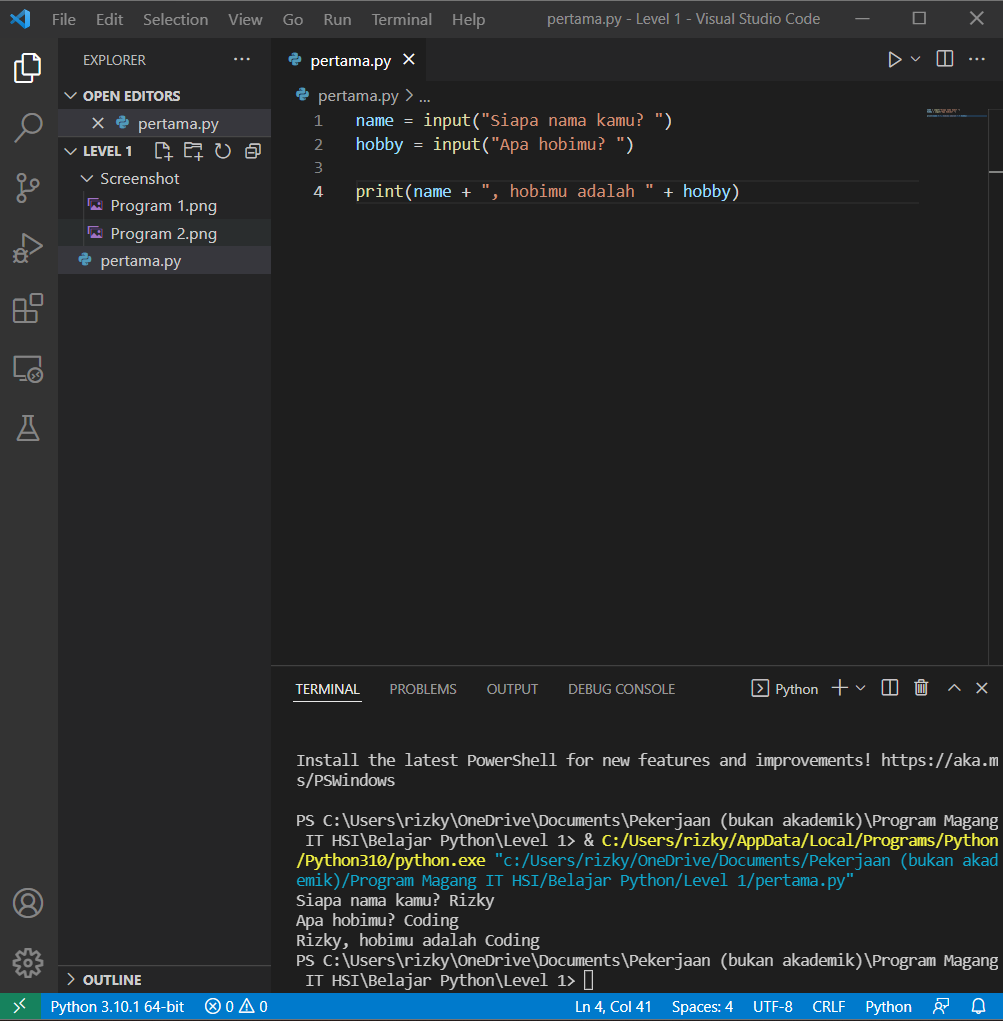 File Edit Selection View Go Run Terminal Help pertama.py - Level 1 - Visual Studio Code
EXPLORER
OPEN EDITORS
pertama.py
LEVEL 1
Screenshot
Program 1.png
Program 2.png
pertama.py
OUTLINE
pertama.py
pertama.py > ...
1 name = input("Siapa nama kamu? ")
2 hobby = input("Apa hobimu? ")
3
4 print(name + ", hobimu adalah " + hobby)
TERMINAL PROBLEMS OUTPUT DEBUG CONSOLE Python
Install the latest PowerShell for new features and improvements! https://aka.m
s/PSWindows
PS C:\Users\rizky\OneDrive\Documents\Pekerjaan (bukan akademik)\Program Magang
IT HSI\Belajar Python\Level 1> & C:/Users/rizky/AppData/Local/Programs/Python
/Python310/python.exe "c:/Users/rizky/OneDrive/Documents/Pekerjaan (bukan akad
emik)/Program Magang IT HSI/Belajar Python/Level 1/pertama.py"
Siapa nama kamu? Rizky
Apa hobimu? Coding
Rizky, hobimu adalah Coding
PS C:\Users\rizky\OneDrive\Documents\Pekerjaan (bukan akademik)\Program Magang
IT HSI\Belajar Python\Level 1>
Python 3.10.1 64-bit 0 0 Ln 4, Col 41 Spaces: 4 UTF-8 CRLF Python